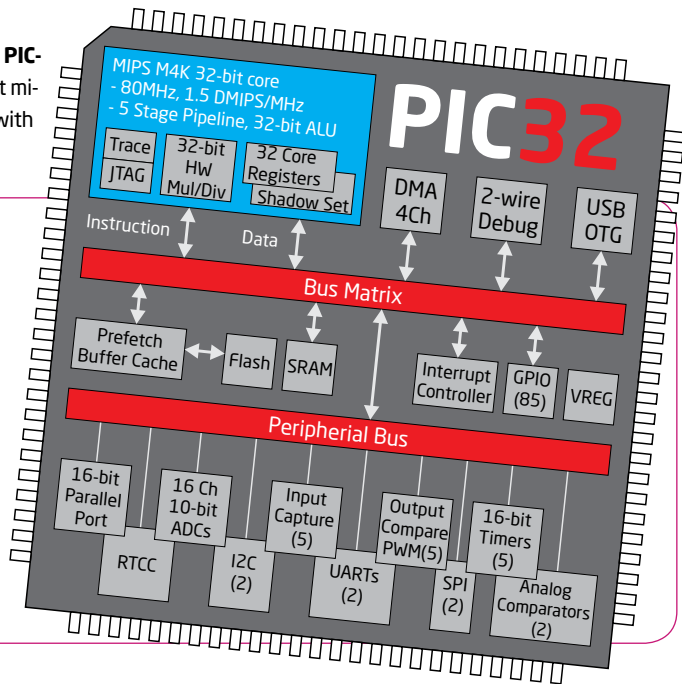 PIC-
t mi-
with
MIPS M4K 32-bit core
- 80MHz, 1.5 DMIPS/MHz
- 5 Stage Pipeline, 32-bit ALU
Trace
JTAG
32-bit
HW
Mul/Div
32 Core
Registers
Shadow Set
PIC32
DMA
4Ch
2-wire
Debug
USB
OTG
Instruction
Data
Bus Matrix
Prefetch
Buffer Cache
Flash
SRAM
Interrupt
Controller
GPIO
(85)
VREG
Peripherial Bus
16-bit
Parallel
Port
RTCC
16 Ch
10-bit
ADCs
I2C
(2)
Input
Capture
(5)
UARTs
(2)
Output
Compare
PWM(5)
SPI
(2)
16-bit
Timers
(5)
Analog
Comparators
(2)